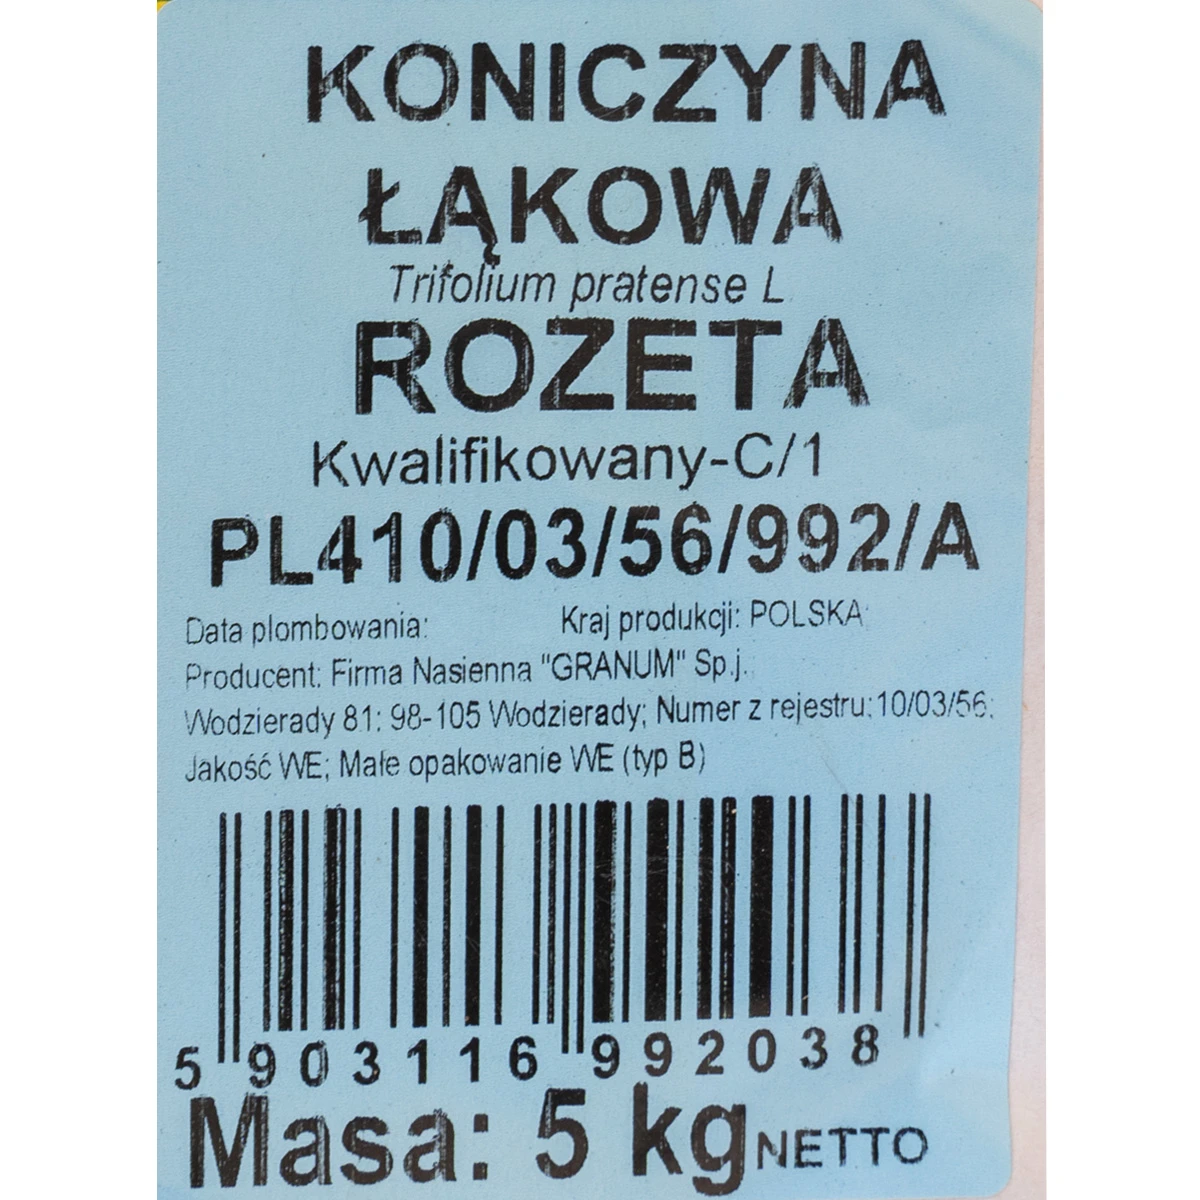 KONICZYNA
ŁĄKOWA
Trifolium pratense L
ROZETA
Kwalifikowany-C/1
PL410/03/56/992/A
Data plombowania: Kraj produkcji: POLSKA;
Producent: Firma Nasienna "GRANUM" Sp.j.
Wodzierady 81; 98-105 Wodzierady; Numer z rejestru:10/03/56;
Jakość WE; Małe opakowanie WE (typ B)
5 903116 992038
Masa: 5 kg NETTO